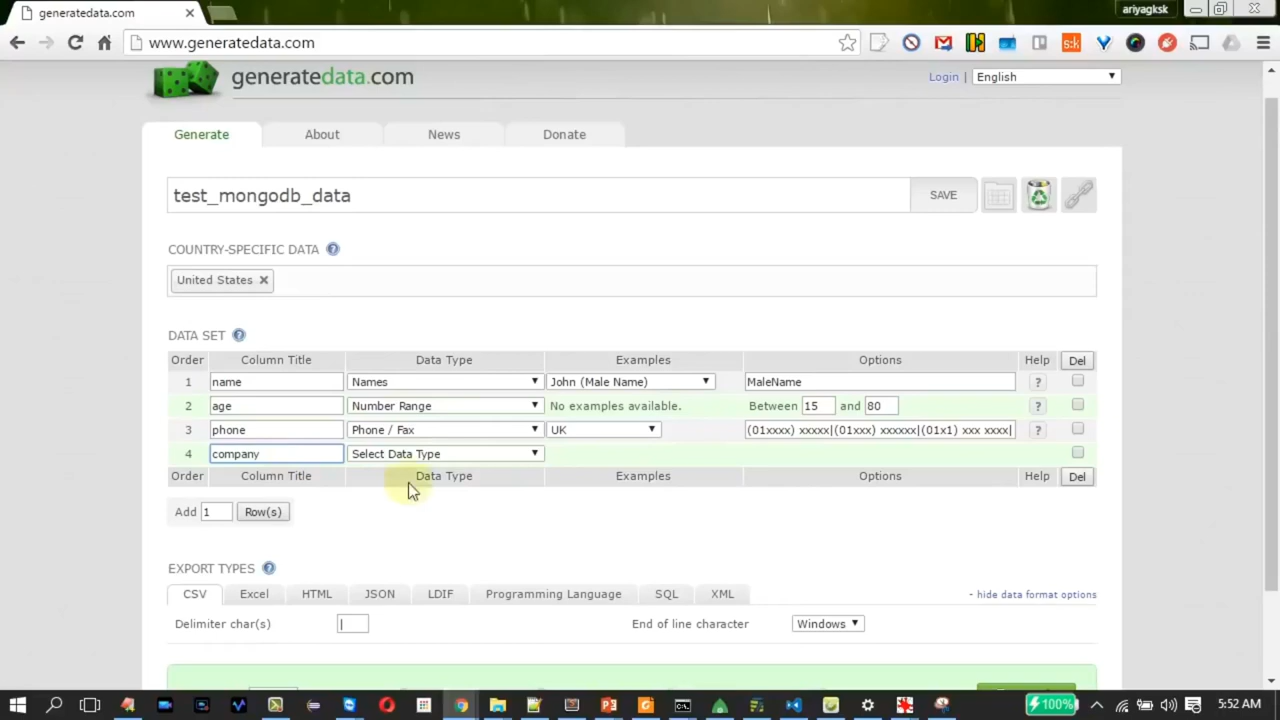 generatedata.com
ariyagksk
www.generatedata.com
generatedata.com
Login | English
Generate About News Donate
test_mongodb_data SAVE
COUNTRY-SPECIFIC DATA ?
United States
DATA SET ?
Order Column Title Data Type Examples Options Help Del
1 name Names John (Male Name) MaleName ?
2 age Number Range No examples available. Between 15 and 80 ?
3 phone Phone / Fax UK (01xxxx) xxxxx|(01xxx) xxxxxx|(01x1) xxx xxxx| ?
4 company Select Data Type
Order Column Title Data Type Examples Options Help Del
Add 1 Row(s)
EXPORT TYPES ?
CSV Excel HTML JSON LDIF Programming Language SQL XML - hide data format options
Delimiter char(s) | End of line character Windows
100% 5:52 AM